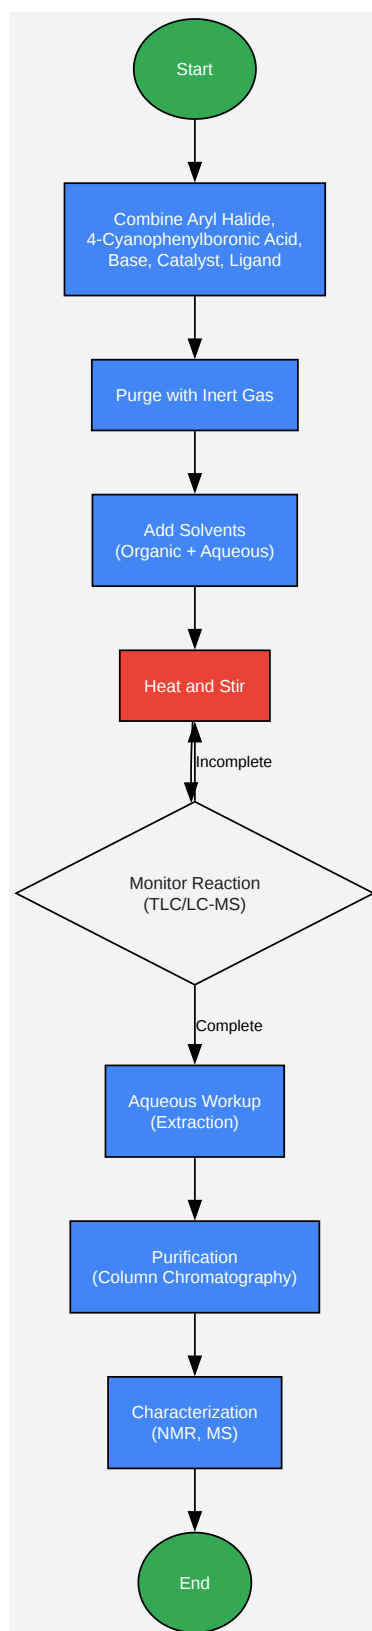 Start
Combine Aryl Halide,
4-Cyanophenylboronic Acid,
Base, Catalyst, Ligand
Purge with Inert Gas
Add Solvents
(Organic + Aqueous)
Heat and Stir
Incomplete
Monitor Reaction
(TLC/LC-MS)
Complete
Aqueous Workup
(Extraction)
Purification
(Column Chromatography)
Characterization
(NMR, MS)
End